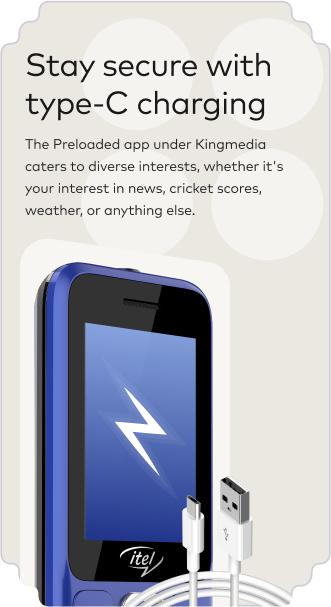 Stay secure with
type-C charging
The Preloaded app under Kingmedia
caters to diverse interests, whether it's
your interest in news, cricket scores,
weather, or anything else.
itel